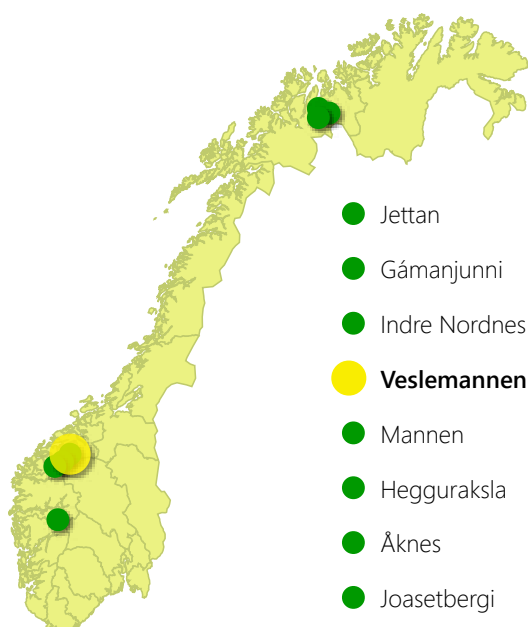 Jettan
Gámanjunni
Indre Nordnes
Veslemannen
Mannen
Hegguraksla
Åknes
Joasetbergi